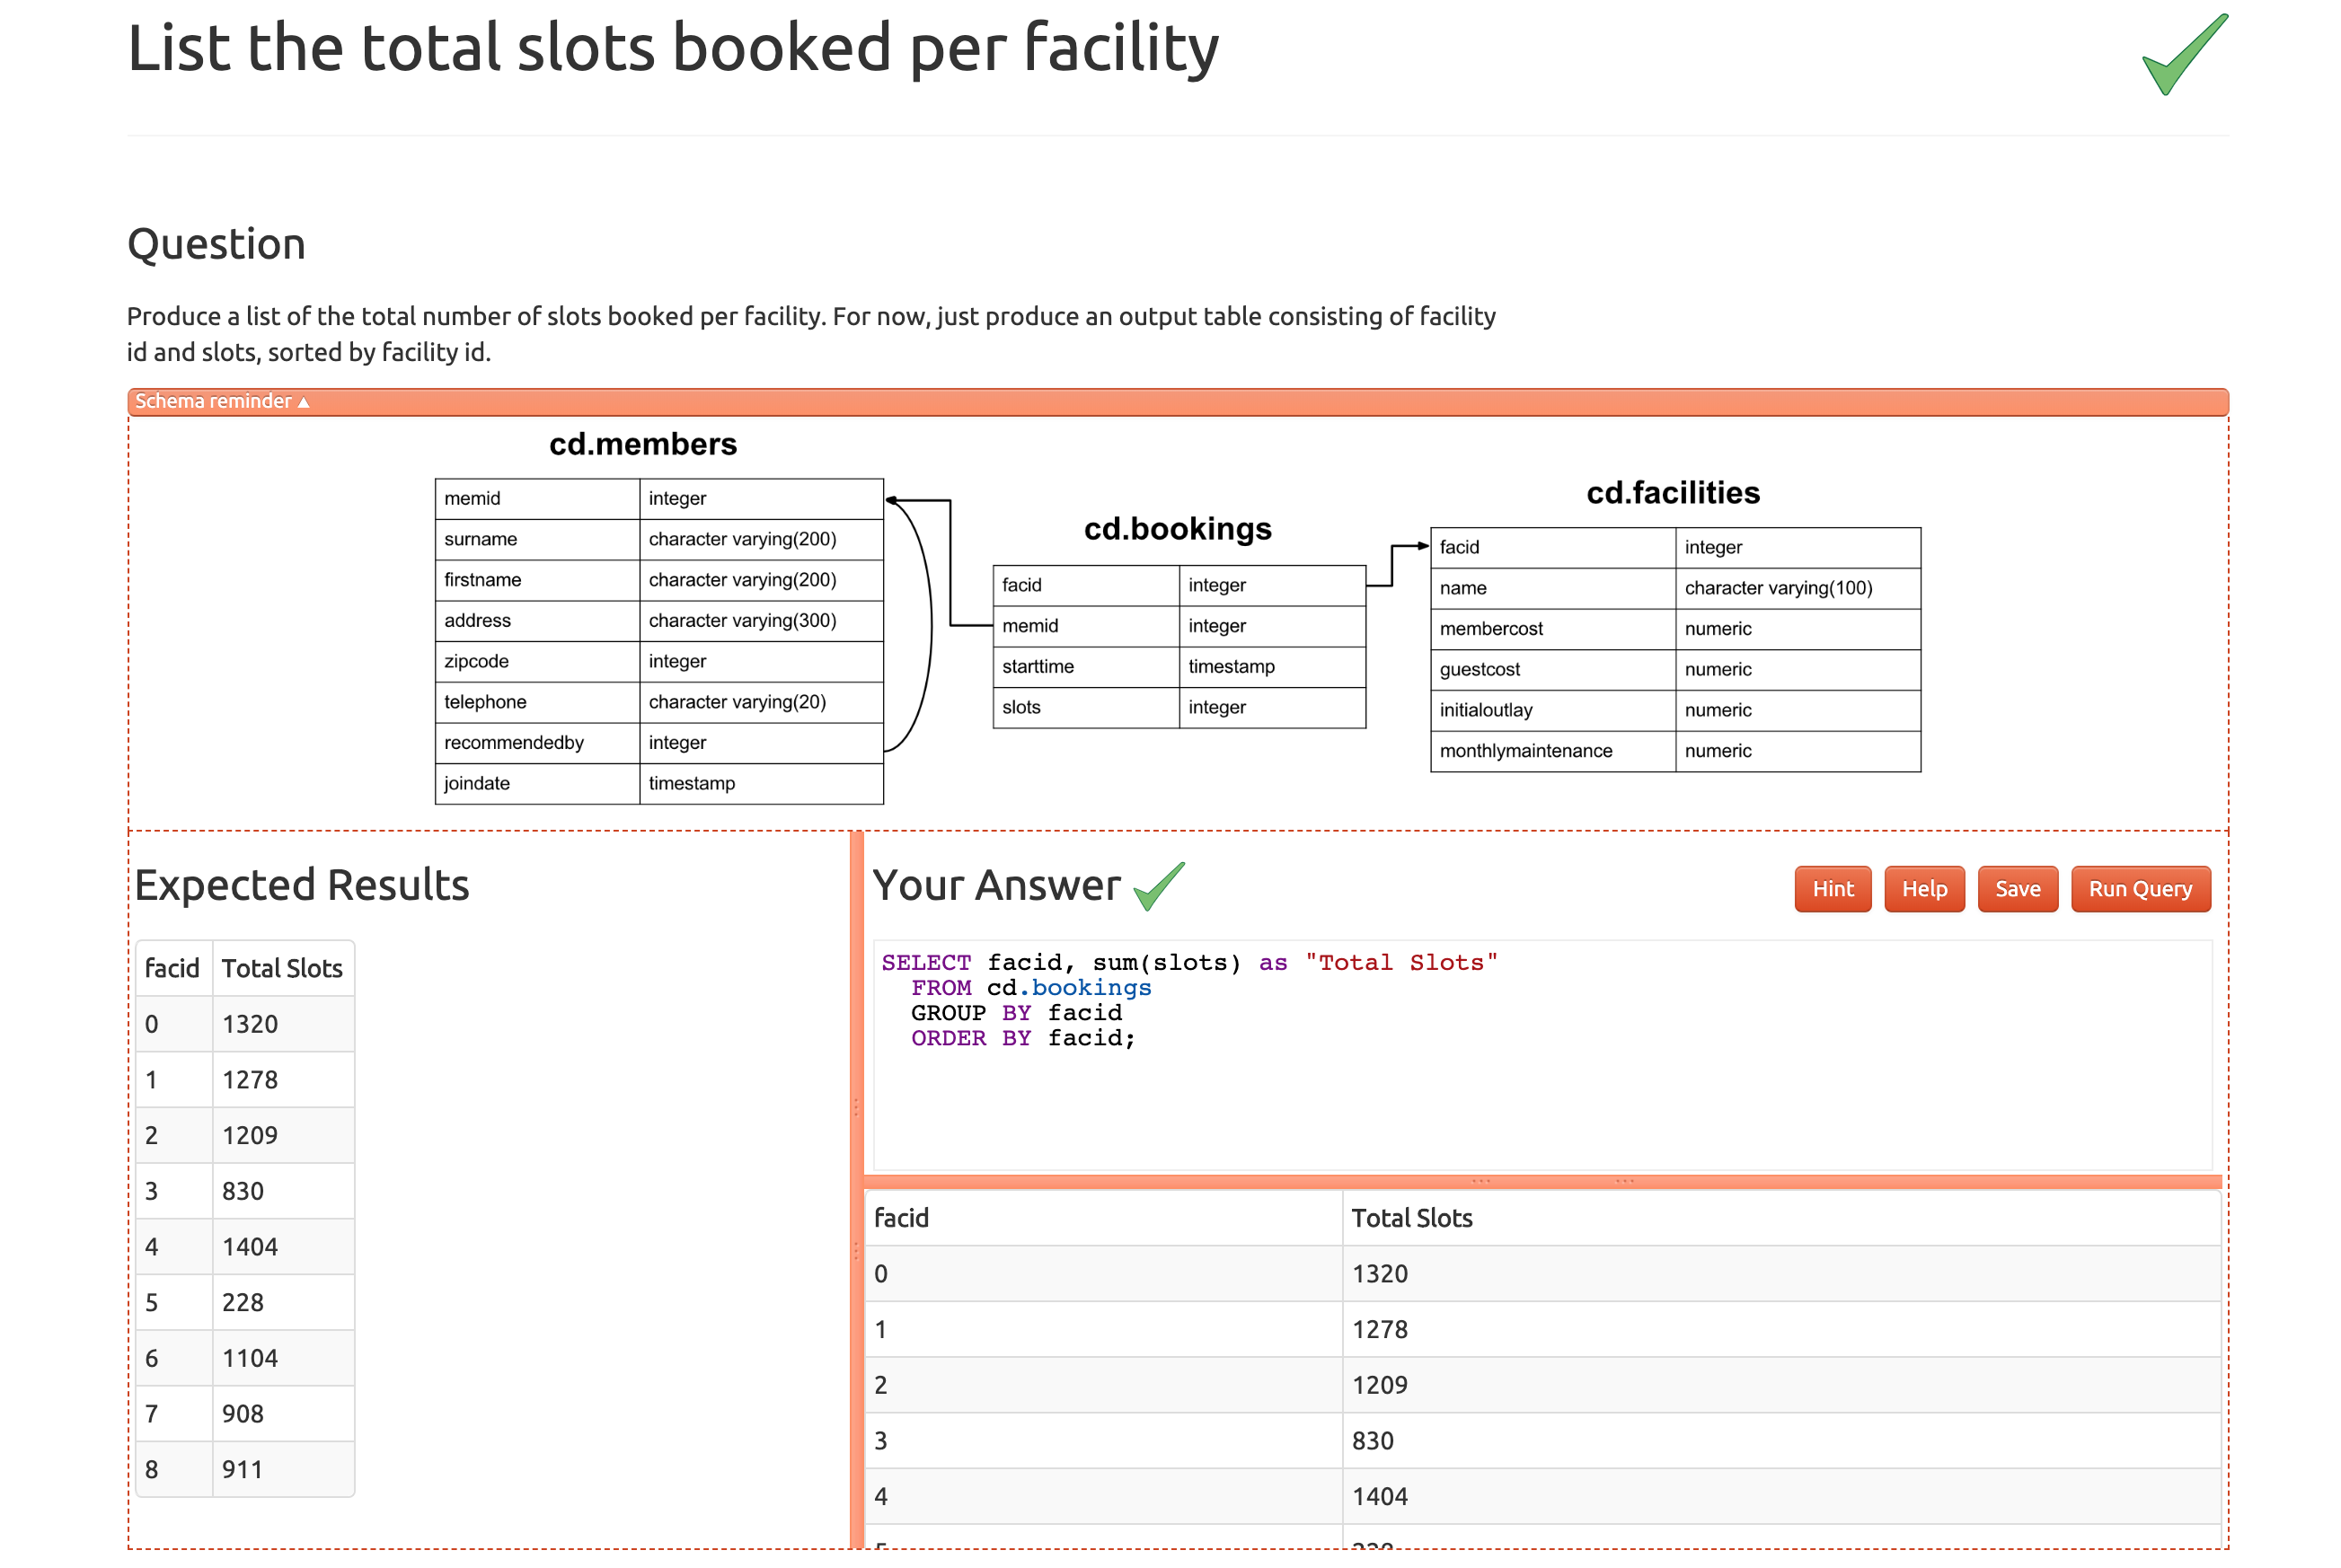 List the total slots booked per facility
Question
Produce a list of the total number of slots booked per facility. For now, just produce an output table consisting of facility
id and slots, sorted by facility id.
Schema reminder ▲
cd.members
memid integer
surname character varying(200)
firstname character varying(200)
address character varying(300)
zipcode integer
telephone character varying(20)
recommendedby integer
joindate timestamp
cd.bookings
facid integer
memid integer
starttime timestamp
slots integer
cd.facilities
facid integer
name character varying(100)
membercost numeric
guestcost numeric
initialoutlay numeric
monthlymaintenance numeric
Expected Results
facid Total Slots
0 1320
1 1278
2 1209
3 830
4 1404
5 228
6 1104
7 908
8 911
Your Answer
Hint Help Save Run Query
SELECT facid, sum(slots) as "Total Slots"
FROM cd.bookings
GROUP BY facid
ORDER BY facid;
facid Total Slots
0 1320
1 1278
2 1209
3 830
4 1404